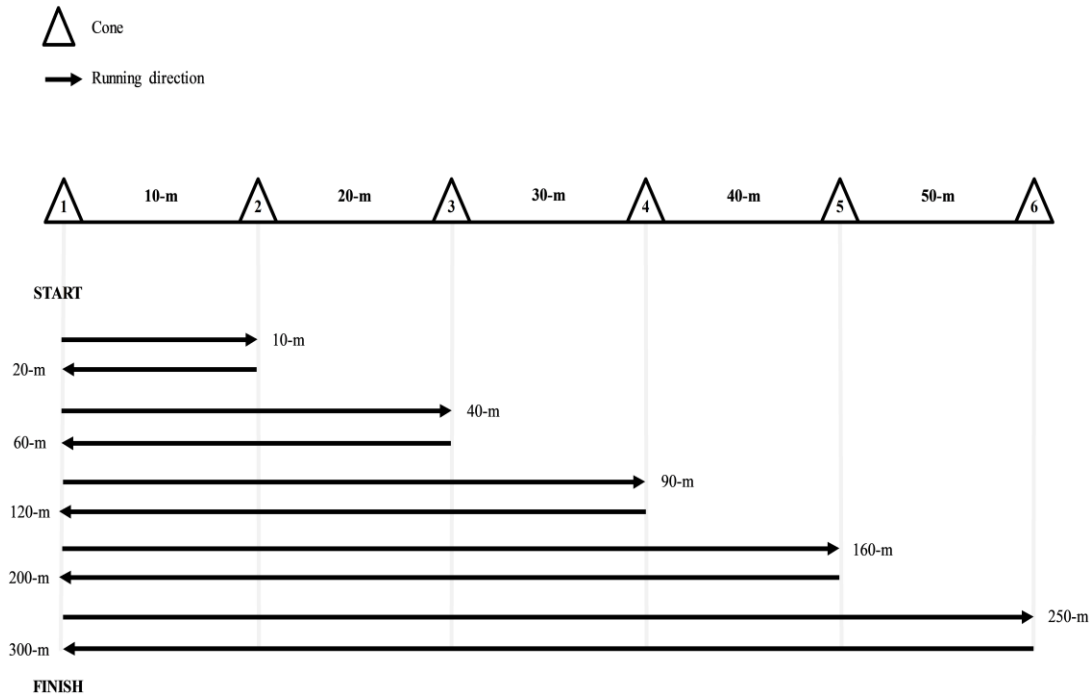 Cone
Running direction
10-m 20-m 30-m 40-m 50-m
1 2 3 4 5 6
START
10-m
20-m
40-m
60-m
90-m
120-m
160-m
200-m
250-m
300-m
FINISH